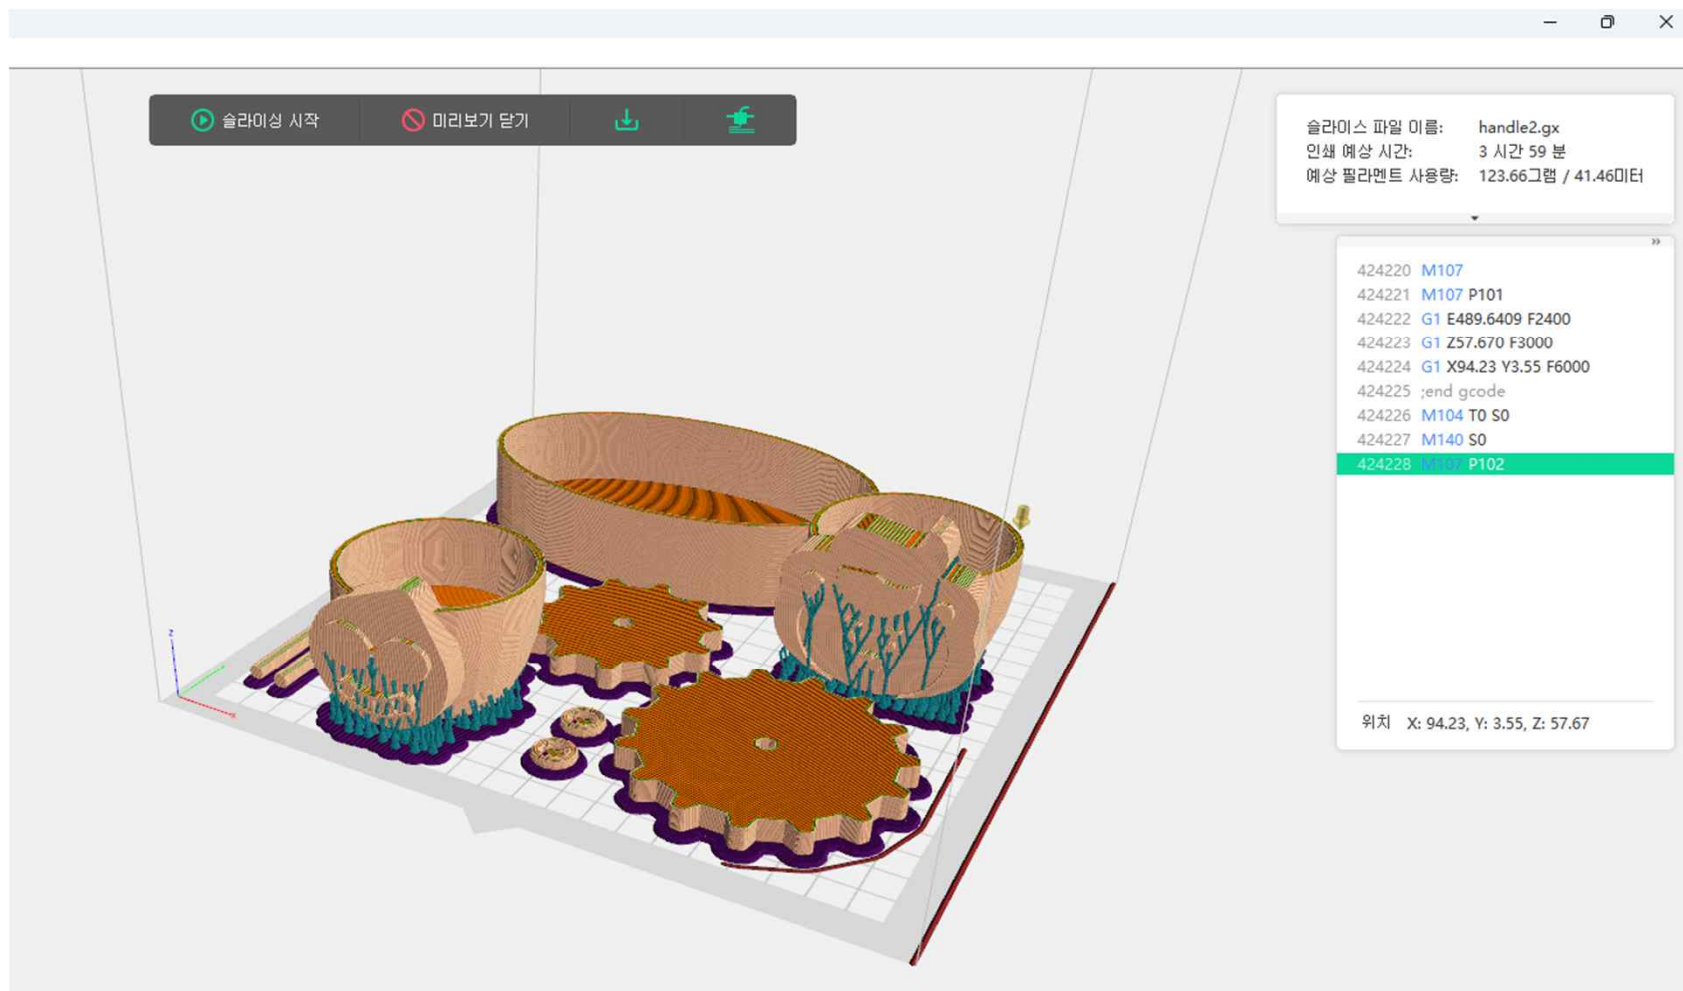 슬라이싱 시작
미리보기 닫기
슬라이스 파일 이름: handle2.gx
인쇄 예상 시간: 3 시간 59 분
예상 필라멘트 사용량: 123.66그램 / 41.46미터
424220 M107
424221 M107 P101
424222 G1 E489.6409 F2400
424223 G1 Z57.670 F3000
424224 G1 X94.23 Y3.55 F6000
424225 ;end gcode
424226 M104 T0 S0
424227 M140 S0
424228 M107 P102
위치 X: 94.23, Y: 3.55, Z: 57.67
z